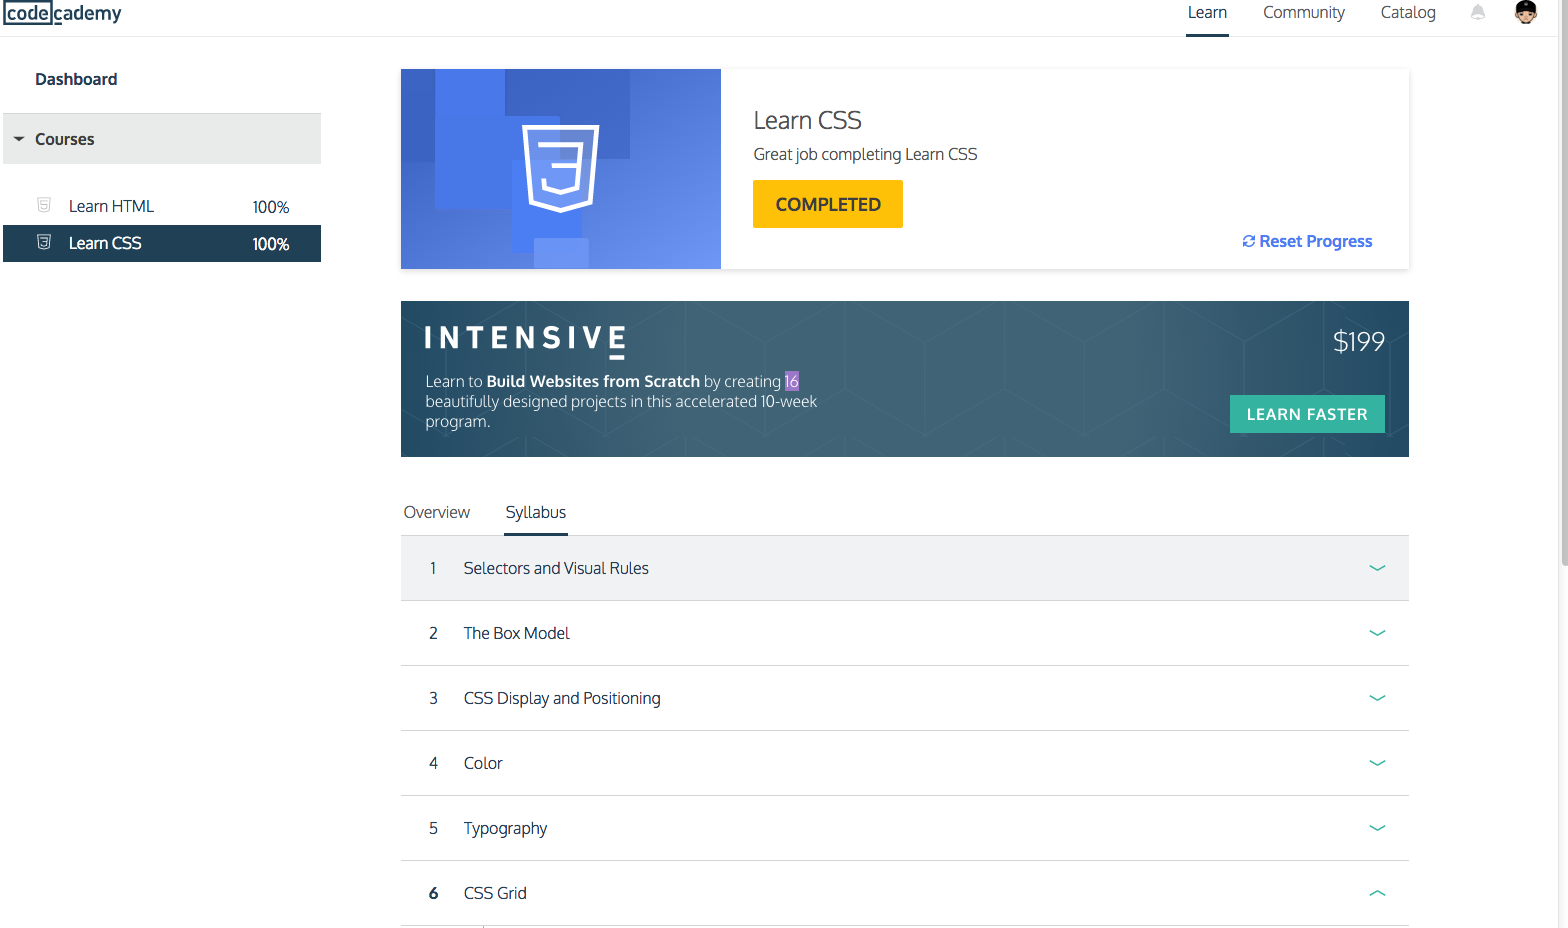 codecademy
Learn
Community
Catalog
Dashboard
Courses
Learn HTML 100%
Learn CSS 100%
Learn CSS
Great job completing Learn CSS
COMPLETED
Reset Progress
INTENSIVE
$199
Learn to Build Websites from Scratch by creating 16
beautifully designed projects in this accelerated 10-week
program.
LEARN FASTER
Overview
Syllabus
1 Selectors and Visual Rules
2 The Box Model
3 CSS Display and Positioning
4 Color
5 Typography
6 CSS Grid